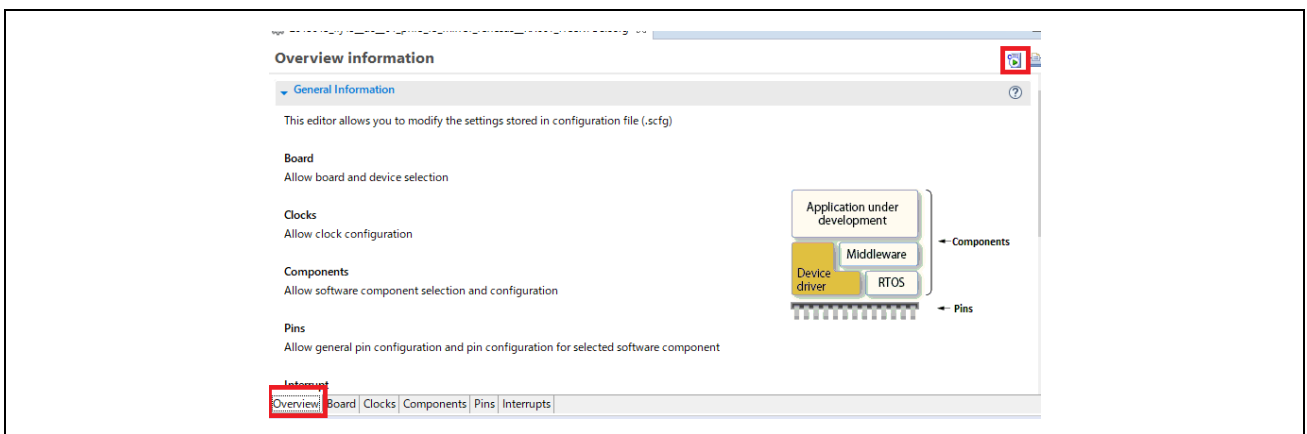 Overview information
General Information
This editor allows you to modify the settings stored in configuration file (.scfg)
Board
Allow board and device selection
Clocks
Allow clock configuration
Components
Allow software component selection and configuration
Pins
Allow general pin configuration and pin configuration for selected software component
Interrupt
Application under
development
Middleware
Device
driver
RTOS
Components
Pins
Overview Board Clocks Components Pins Interrupts